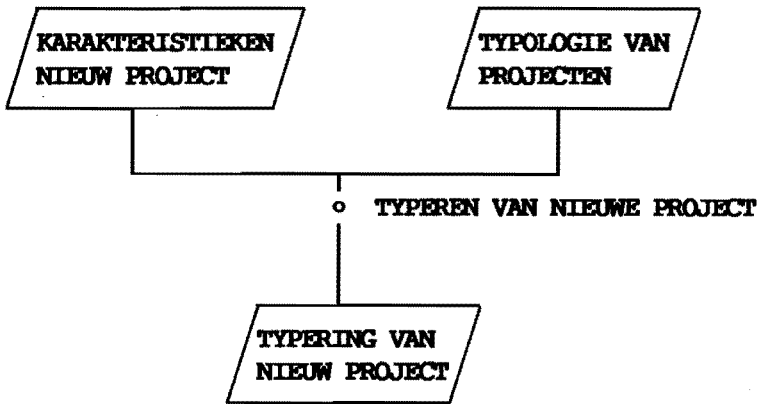 KARAKTERISTIEKEN
NIEUW PROJECT
TYPOLOGIE VAN
PROJECTEN
TYPEREN VAN NIEUWE PROJECT
TYPERING VAN
NIEUW PROJECT